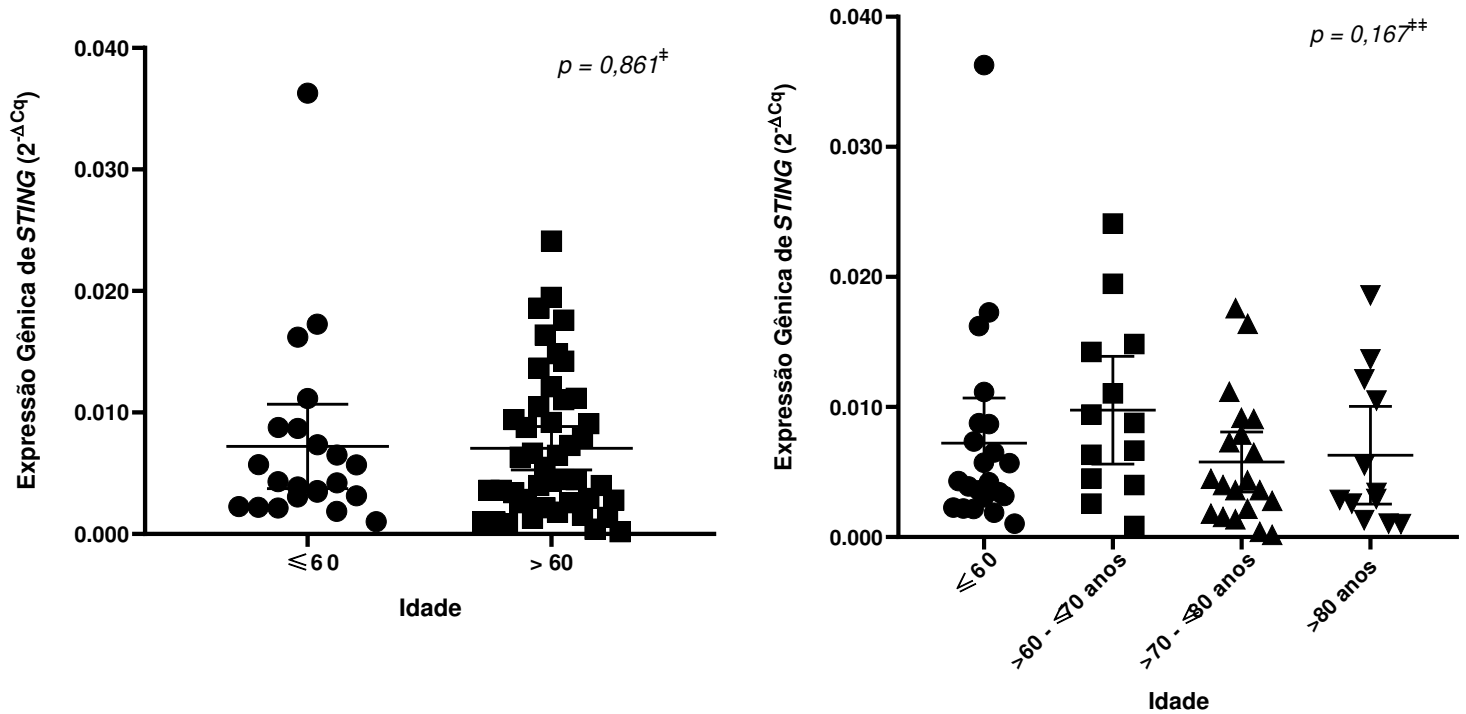 p = 0,861‡
Expressão Gênica de STING (2-ΔCq)
0.040
0.030
0.020
0.010
0.000
≤60
>60
Idade
p = 0,167‡‡
Expressão Gênica de STING (2-ΔCq)
0.040
0.030
0.020
0.010
0.000
≤60
>60 - ≤70 anos
>70 - ≤80 anos
>80 anos
Idade